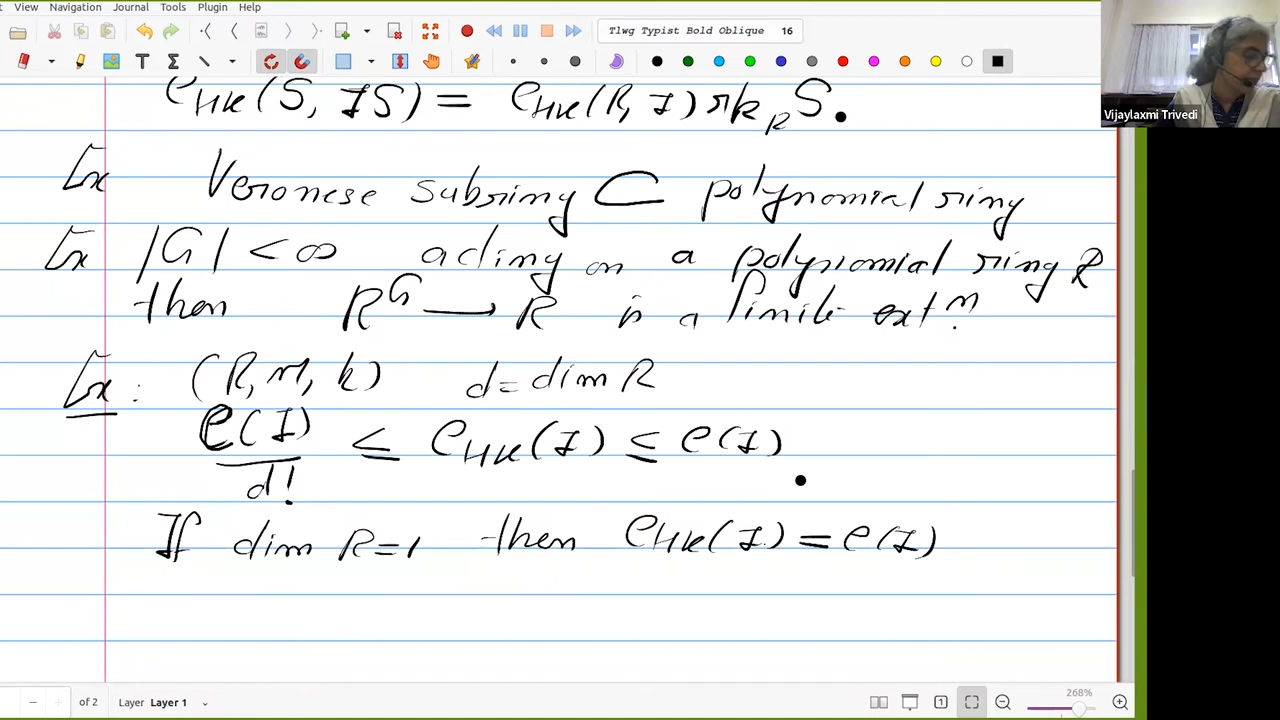 View Navigation Journal Tools Plugin Help
Tlwg Typist Bold Oblique 16
Vijaylaxmi Trivedi
e_HK(S, IS) = e_HK(R, I) rk_R S.
Ex Veronese subring ⊂ polynomial ring
Ex |G| < ∞ acting on a polynomial ring R
then R^G → R is a finite extⁿ.
Ex: (R, m, k) d = dim R
e(I)/d! ≤ e_HK(I) ≤ e(I).
If dim R=1 then e_HK(I) = e(I)
of 2 Layer Layer 1 268%